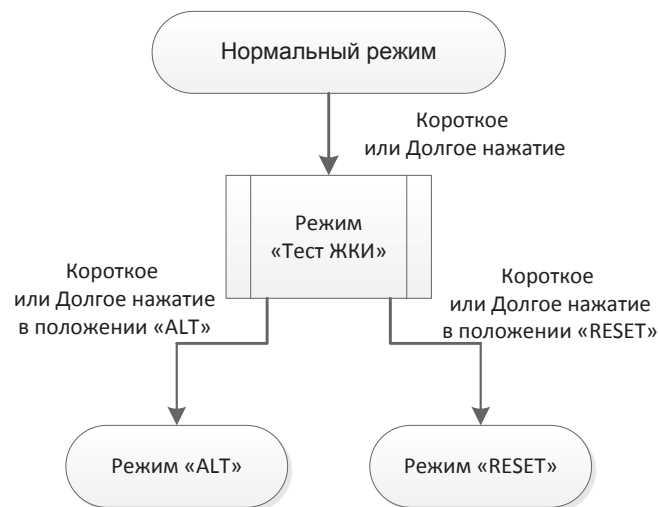 Нормальный режим
Короткое
или Долгое нажатие
Режим
«Тест ЖКИ»
Короткое
или Долгое нажатие
в положении «ALT»
Короткое
или Долгое нажатие
в положении «RESET»
Режим «ALT»
Режим «RESET»